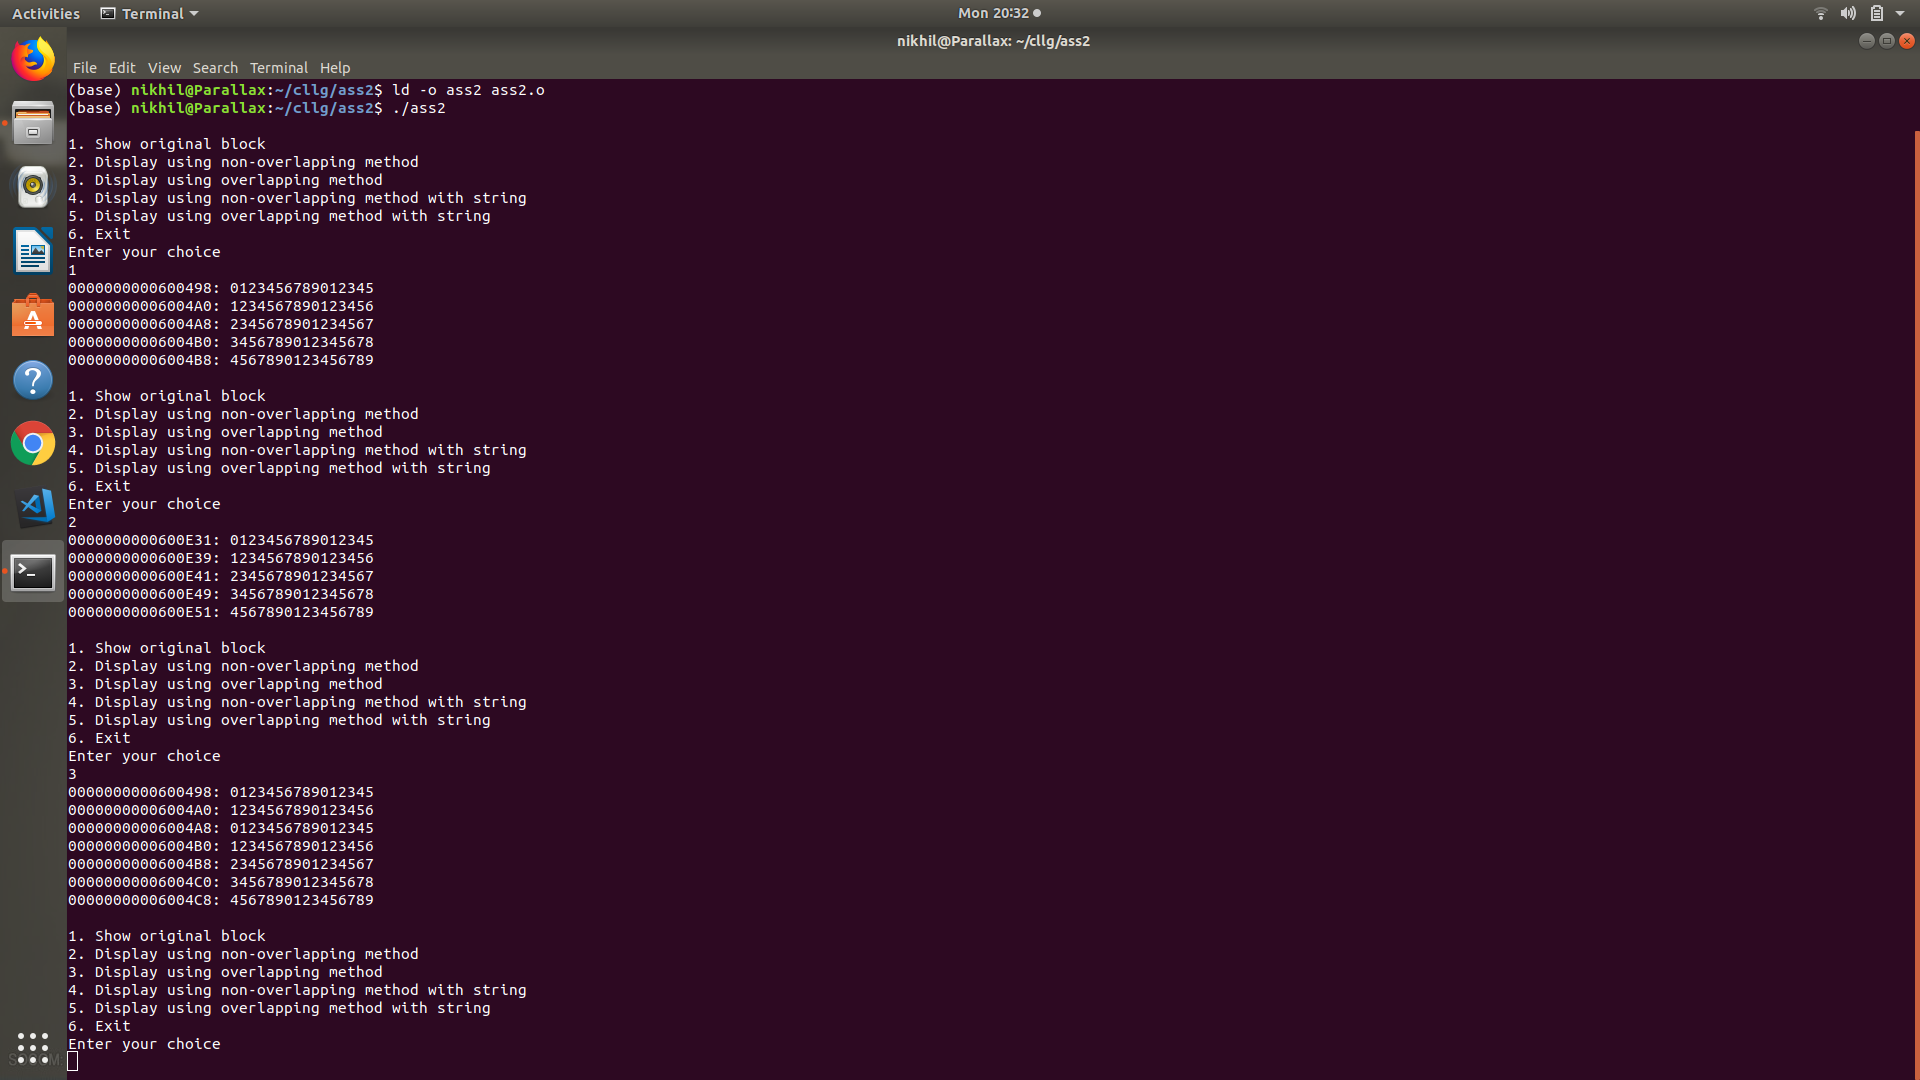 Activities Terminal Mon 20:32
nikhil@Parallax: ~/cllg/ass2
File Edit View Search Terminal Help
(base) nikhil@Parallax:~/cllg/ass2$ ld -o ass2 ass2.o
(base) nikhil@Parallax:~/cllg/ass2$ ./ass2
1. Show original block
2. Display using non-overlapping method
3. Display using overlapping method
4. Display using non-overlapping method with string
5. Display using overlapping method with string
6. Exit
Enter your choice
1
0000000000600498: 0123456789012345
00000000006004A0: 1234567890123456
00000000006004A8: 2345678901234567
00000000006004B0: 3456789012345678
00000000006004B8: 4567890123456789
1. Show original block
2. Display using non-overlapping method
3. Display using overlapping method
4. Display using non-overlapping method with string
5. Display using overlapping method with string
6. Exit
Enter your choice
2
0000000000600E31: 0123456789012345
0000000000600E39: 1234567890123456
0000000000600E41: 2345678901234567
0000000000600E49: 3456789012345678
0000000000600E51: 4567890123456789
1. Show original block
2. Display using non-overlapping method
3. Display using overlapping method
4. Display using non-overlapping method with string
5. Display using overlapping method with string
6. Exit
Enter your choice
3
0000000000600498: 0123456789012345
00000000006004A0: 1234567890123456
00000000006004A8: 0123456789012345
00000000006004B0: 1234567890123456
00000000006004B8: 2345678901234567
00000000006004C0: 3456789012345678
00000000006004C8: 4567890123456789
1. Show original block
2. Display using non-overlapping method
3. Display using overlapping method
4. Display using non-overlapping method with string
5. Display using overlapping method with string
6. Exit
Enter your choice